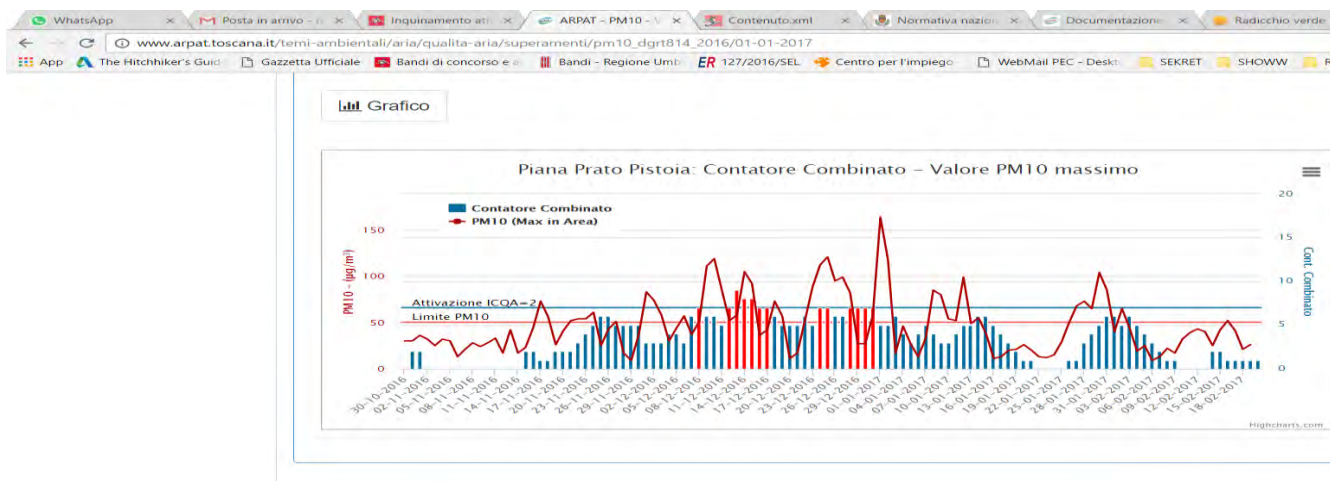 WhatsApp
Posta in arrivo -
Inquinamento at
ARPAT - PM10 - V
Contenuto.xml
Normativa nazion
Documentazione
Radicchio verde
www.arpat.toscana.it/temi-ambientali/aria/qualita-aria/superamenti/pm10_dgrt814_2016/01-01-2017
App
The Hitchhiker's Guid
Gazzetta Ufficiale
Bandi di concorso e
Bandi - Regione Umb
ER 127/2016/SEL
Centro per l'impiego
WebMail PEC - Deskt
SEKRET
SHOWW
Grafico
Piana Prato Pistoia: Contatore Combinato – Valore PM10 massimo
Contatore Combinato
PM10 (Max in Area)
20
150
15
100
10
50
5
0
0
PM10 - (µg/m³)
Cont. Combinato
Attivazione ICQA=2
Limite PM10
30-10-2016
02-11-2016
05-11-2016
08-11-2016
11-11-2016
14-11-2016
17-11-2016
20-11-2016
23-11-2016
26-11-2016
29-11-2016
02-12-2016
05-12-2016
08-12-2016
11-12-2016
14-12-2016
17-12-2016
20-12-2016
23-12-2016
26-12-2016
29-12-2016
01-01-2017
04-01-2017
07-01-2017
10-01-2017
13-01-2017
16-01-2017
19-01-2017
22-01-2017
25-01-2017
28-01-2017
31-01-2017
03-02-2017
06-02-2017
09-02-2017
12-02-2017
15-02-2017
18-02-2017
Highcharts.com